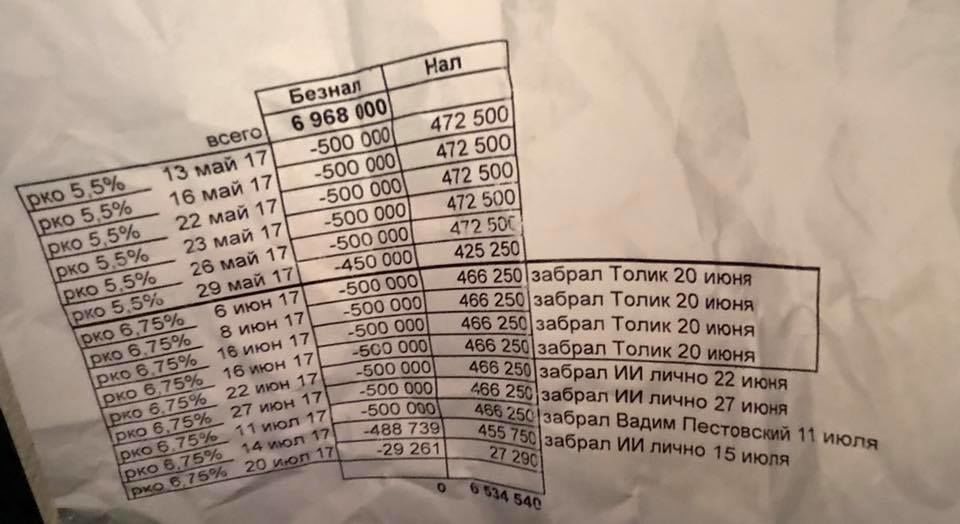 Безнал Нал
всего 6 968 000
рко 5,5% 13 май 17 -500 000 472 500
рко 5,5% 16 май 17 -500 000 472 500
рко 5,5% 22 май 17 -500 000 472 500
рко 5,5% 23 май 17 -500 000 472 500
рко 5,5% 26 май 17 -500 000 472 500
рко 5,5% 29 май 17 -450 000 425 250
рко 6,75% 6 июн 17 -500 000 466 250 забрал Толик 20 июня
рко 6,75% 8 июн 17 -500 000 466 250 забрал Толик 20 июня
рко 6,75% 16 июн 17 -500 000 466 250 забрал Толик 20 июня
рко 6,75% 16 июн 17 -500 000 466 250 забрал Толик 20 июня
рко 6,75% 22 июн 17 -500 000 466 250 забрал ИИ лично 22 июня
рко 6,75% 27 июн 17 -500 000 466 250 забрал ИИ лично 27 июня
рко 6,75% 11 июл 17 -500 000 466 250 забрал Вадим Пестовский 11 июля
рко 6,75% 14 июл 17 -488 739 455 750 забрал ИИ лично 15 июля
рко 6,75% 20 июл 17 -29 261 27 290
0 6 534 540